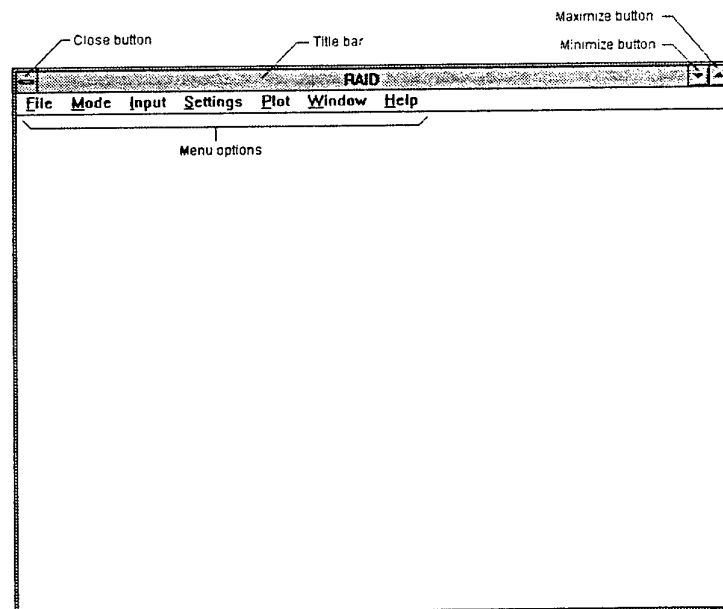 Maximize button
Close button
Title bar
Minimize button
RAID
File Mode Input Settings Plot Window Help
Menu options